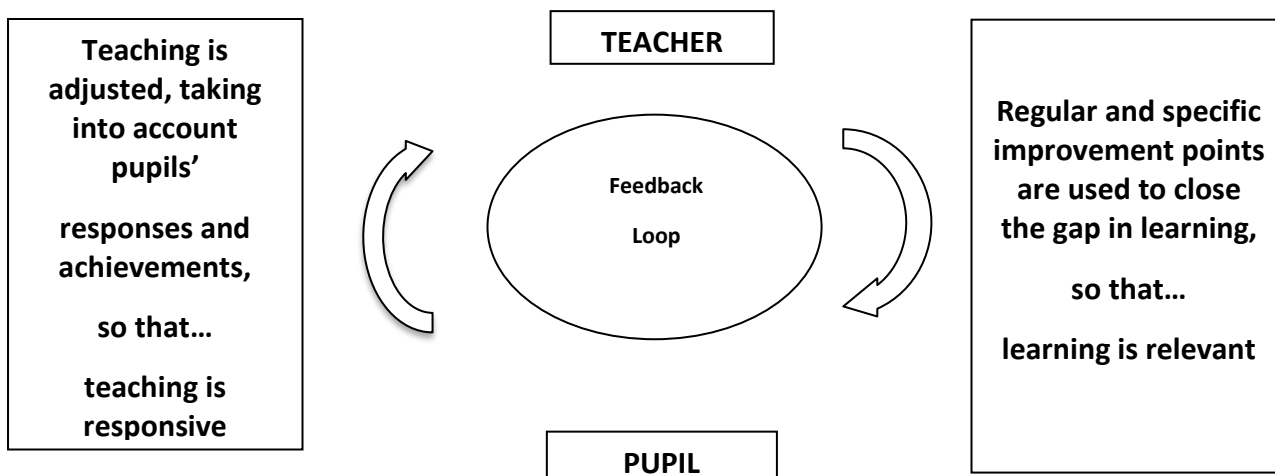 Teaching is
adjusted, taking
into account
pupils’
responses and
achievements,
so that…
teaching is
responsive
TEACHER
Feedback
Loop
PUPIL
Regular and specific
improvement points
are used to close
the gap in learning,
so that…
learning is relevant